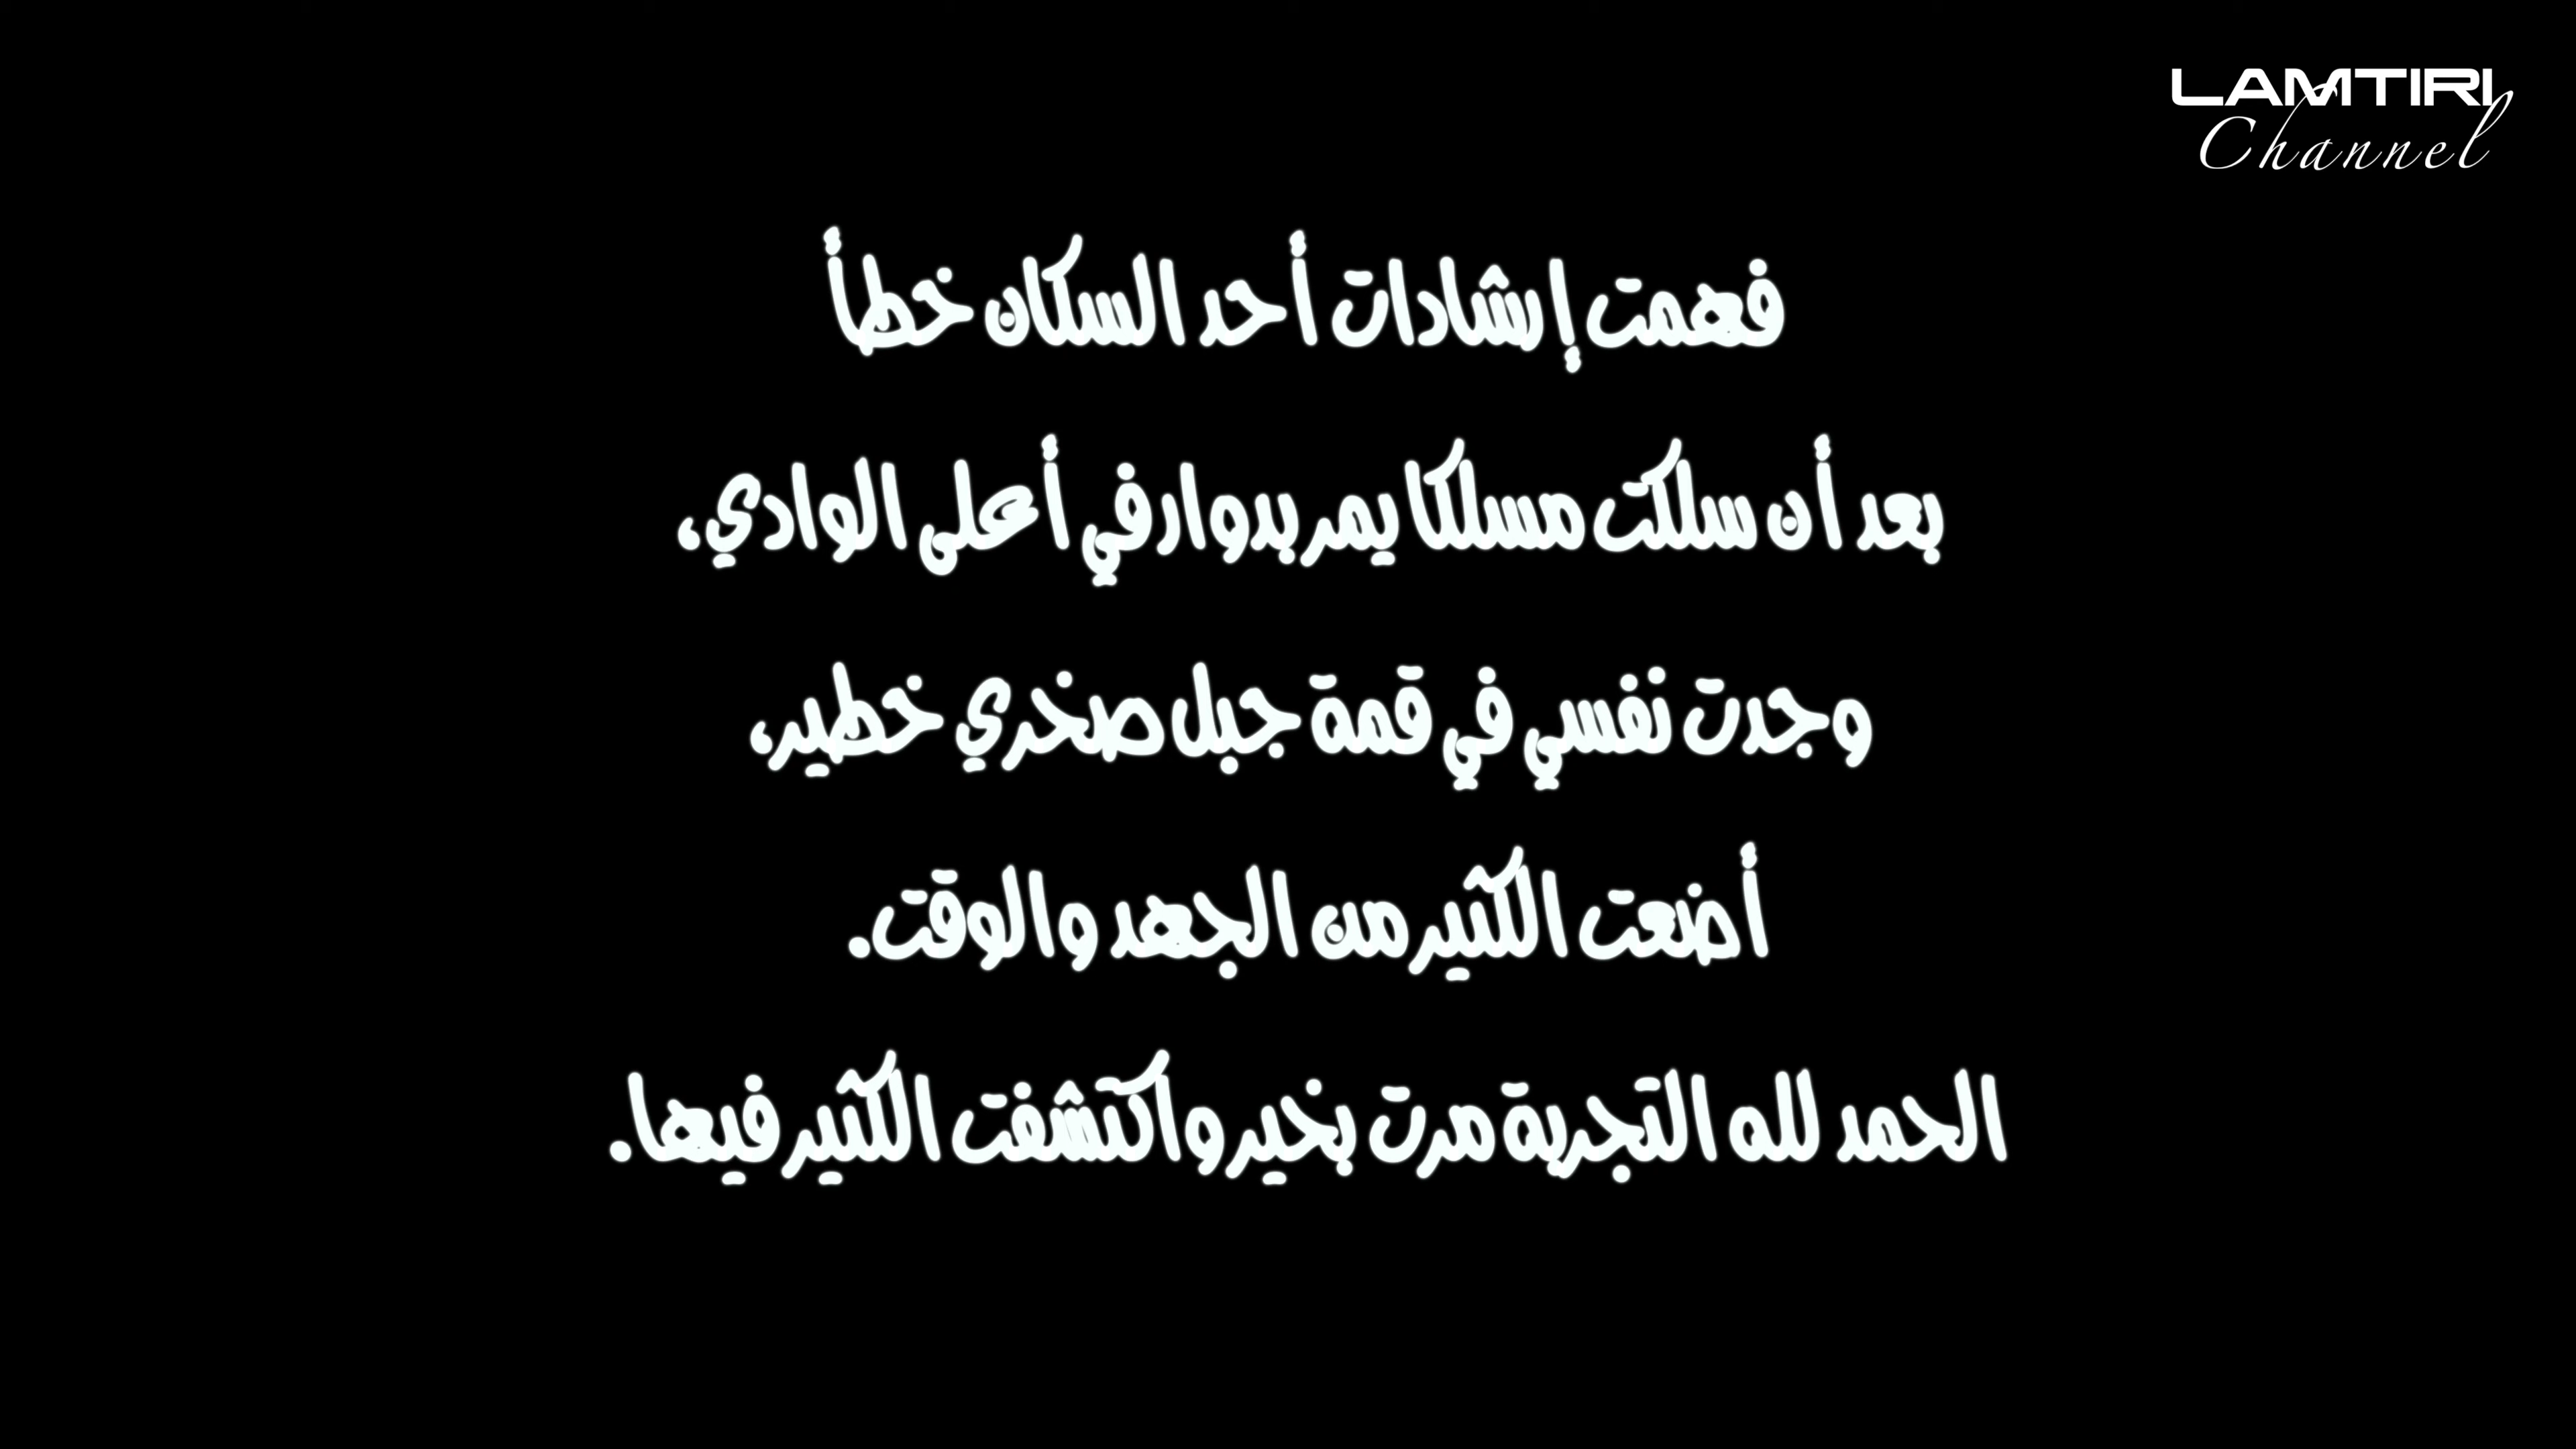 LAMTIRI
Channel
فهمت إشادات أحد السكان خطأ
بعد أن سلكت مسلكا يمر بدوار في أعلى الوادي،
وجدت نفسي في قمة جبل صخري خطير،
أضعت الكثير من الجهد والوقت.
الحمد لله التجربة مرت بخير واكتشفت الكثير فيها.